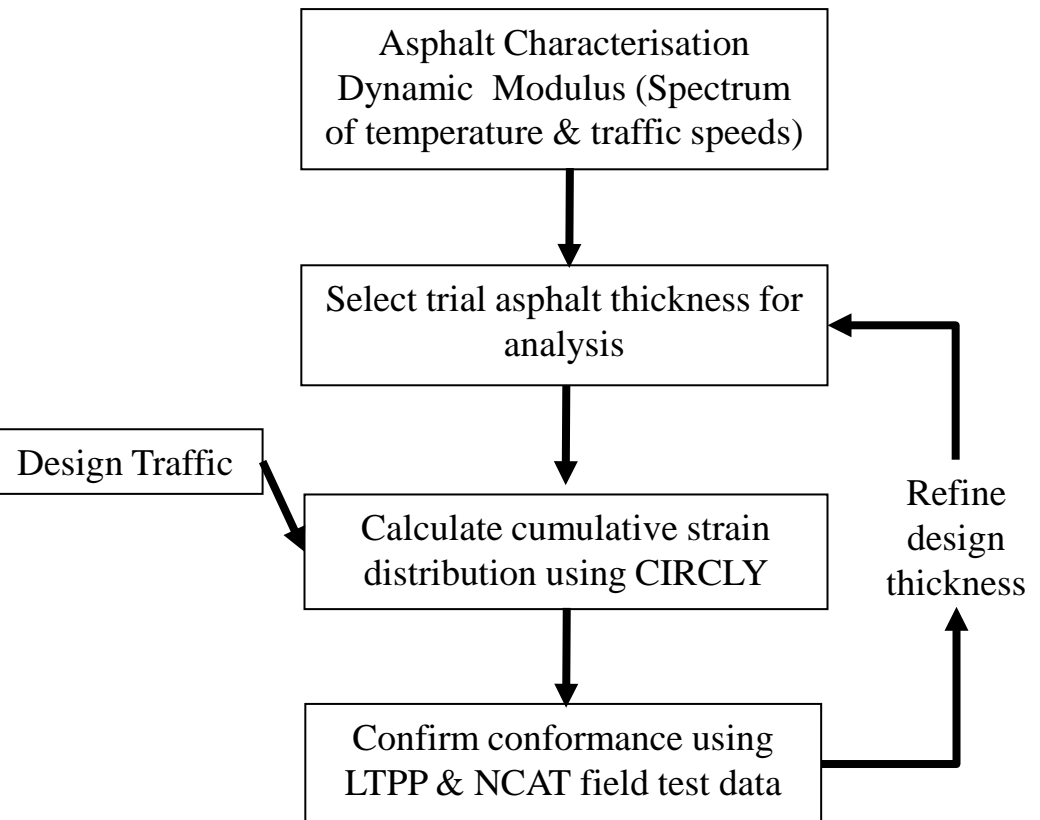 Asphalt Characterisation
Dynamic Modulus (Spectrum
of temperature & traffic speeds)
Select trial asphalt thickness for
analysis
Design Traffic
Calculate cumulative strain
distribution using CIRCLY
Refine
design
thickness
Confirm conformance using
LTPP & NCAT field test data